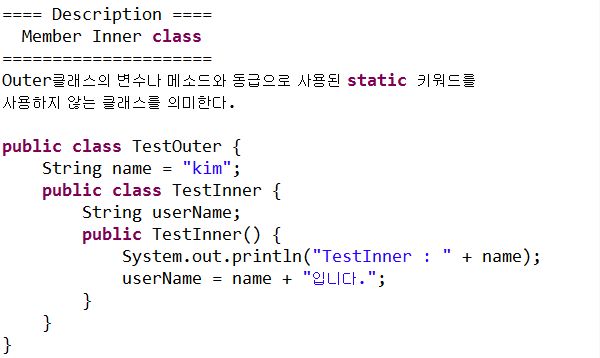 ==== Description ====
  Member Inner class
=====================
Outer클래스의 변수나 메소드와 동급으로 사용된 static 키워드를
사용하지 않는 클래스를 의미한다.

public class TestOuter {
    String name = "kim";
    public class TestInner {
        String userName;
        public TestInner() {
            System.out.println("TestInner : " + name);
            userName = name + "입니다.";
        }
    }
}